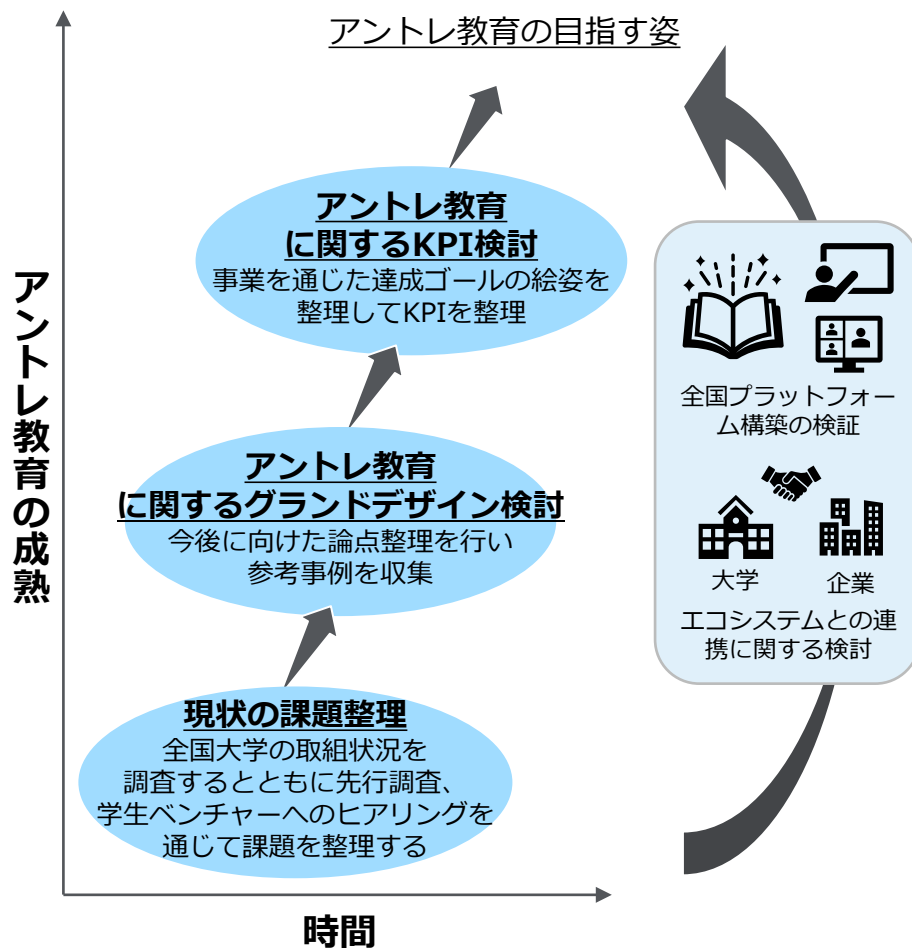 アントレ教育の目指す姿
アントレ教育
に関するKPI検討
事業を通じた達成ゴールの絵姿を
整理してKPIを整理
アントレ教育
に関するグランドデザイン検討
今後に向けた論点整理を行い
参考事例を収集
現状の課題整理
全国大学の取組状況を
調査するとともに先行調査、
学生ベンチャーへのヒアリングを
通じて課題を整理する
アントレ教育の成熟
時間
全国プラットフォー
ム構築の検証
大学
企業
エコシステムとの連
携に関する検討